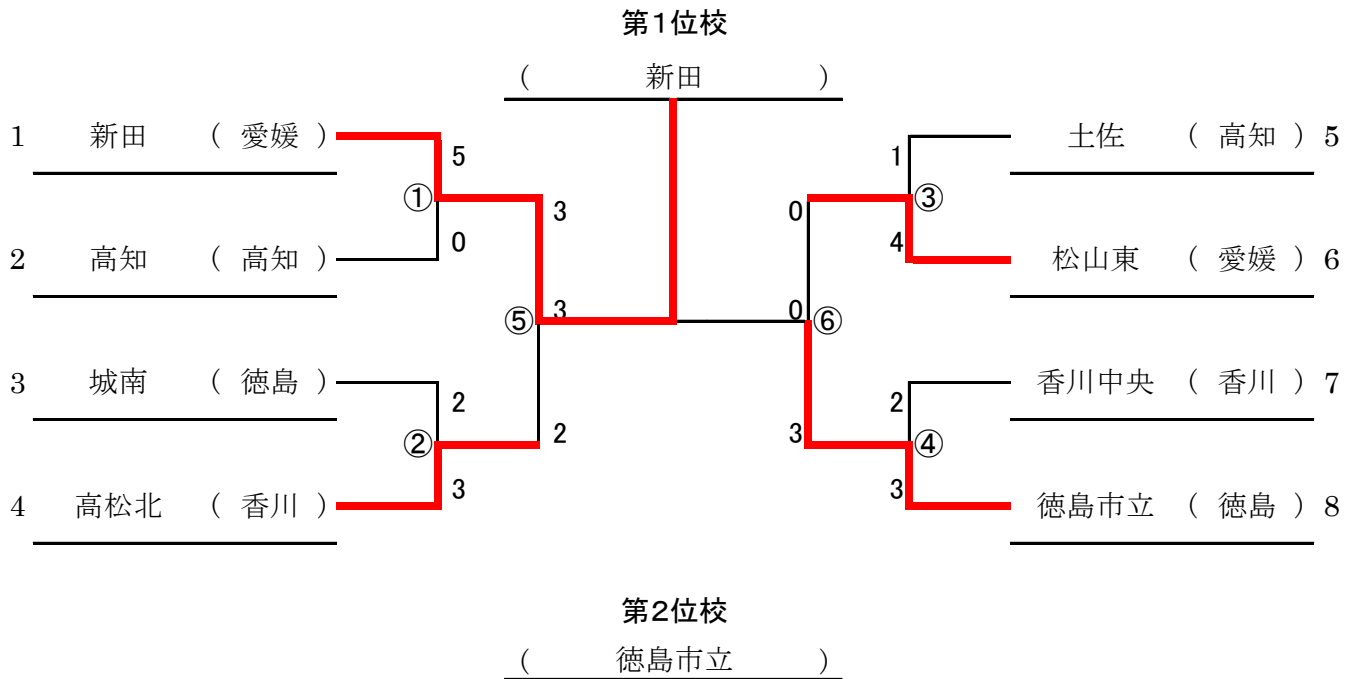 第1位校
( 新田 )
1 新田 ( 愛媛 )
5
①
0
2 高知 ( 高知 )
3
3 城南 ( 徳島 )
2
②
3
4 高松北 ( 香川 )
2
⑤
3
土佐 ( 高知 ) 5
1
③
4
松山東 ( 愛媛 ) 6
0
香川中央 ( 香川 ) 7
2
④
3
徳島市立 ( 徳島 ) 8
3
0
⑥
第2位校
( 徳島市立 )